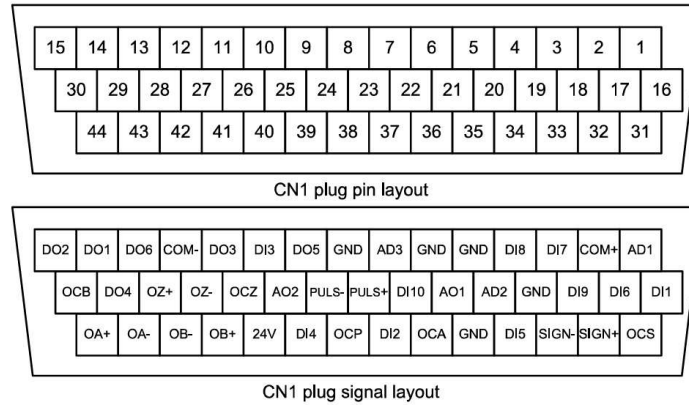 15 14 13 12 11 10 9 8 7 6 5 4 3 2 1
30 29 28 27 26 25 24 23 22 21 20 19 18 17 16
44 43 42 41 40 39 38 37 36 35 34 33 32 31
CN1 plug pin layout
DO2 DO1 DO6 COM- DO3 DI3 DO5 GND AD3 GND GND DI8 DI7 COM+ AD1
OCB DO4 OZ+ OZ- OCZ AO2 PULS- PULS+ DI10 AO1 AD2 GND DI9 DI6 DI1
OA+ OA- OB- OB+ 24V DI4 OCP DI2 OCA GND DI5 SIGN- SIGN+ OCS
CN1 plug signal layout